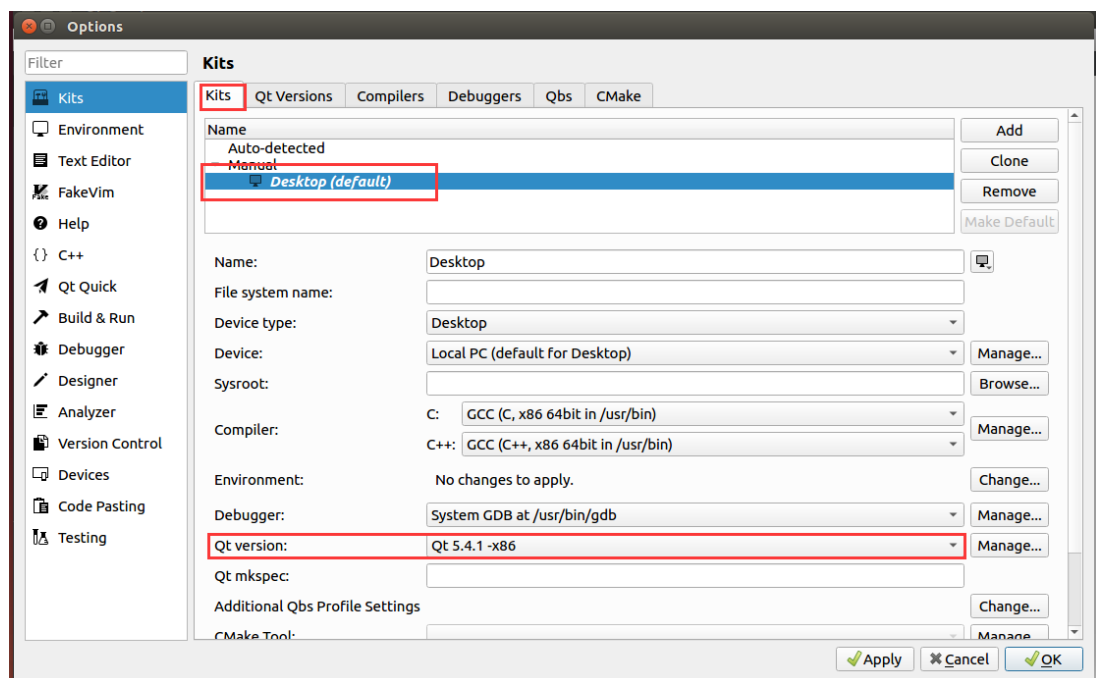 Options
Filter
Kits
Environment
Text Editor
FakeVim
Help
{} C++
Qt Quick
Build & Run
Debugger
Designer
Analyzer
Version Control
Devices
Code Pasting
Testing
Kits
Kits Qt Versions Compilers Debuggers Qbs CMake
Name
Auto-detected
Manual
Desktop (default)
Add
Clone
Remove
Make Default
Name: Desktop
File system name:
Device type: Desktop
Device: Local PC (default for Desktop) Manage...
Sysroot: Browse...
Compiler: C: GCC (C, x86 64bit in /usr/bin) Manage...
C++: GCC (C++, x86 64bit in /usr/bin)
Environment: No changes to apply. Change...
Debugger: System GDB at /usr/bin/gdb Manage...
Qt version: Qt 5.4.1 -x86 Manage...
Qt mkspec:
Additional Qbs Profile Settings Change...
CMake Tool: Manage
Apply Cancel OK